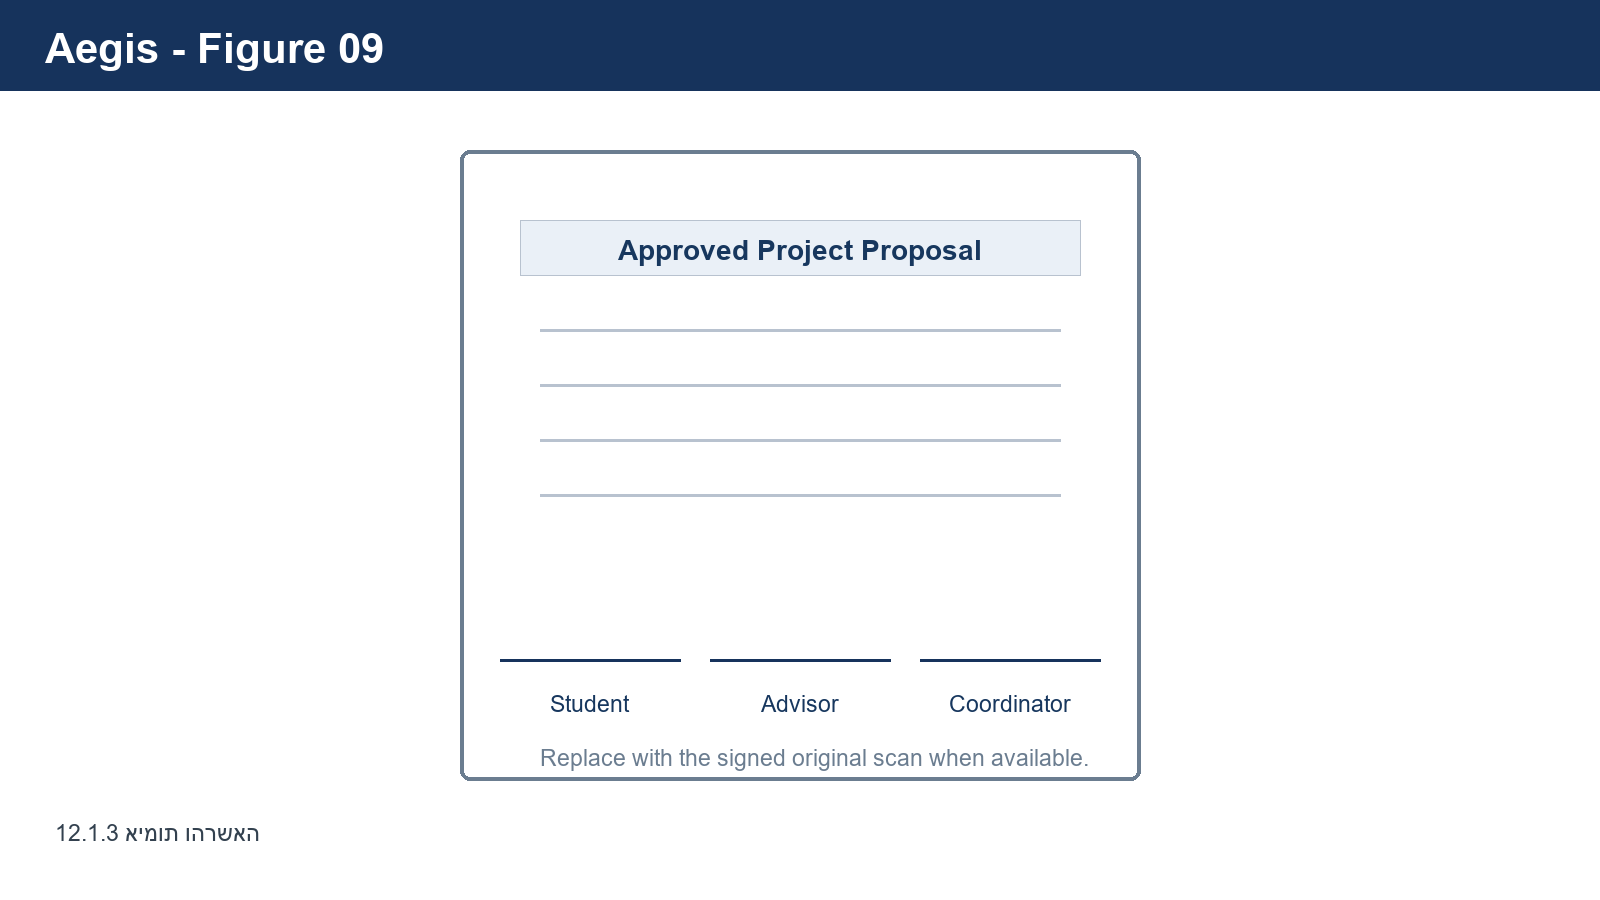 Aegis - Figure 09
Approved Project Proposal
Student
Advisor
Coordinator
Replace with the signed original scan when available.
האשרהו תומיא 12.1.3